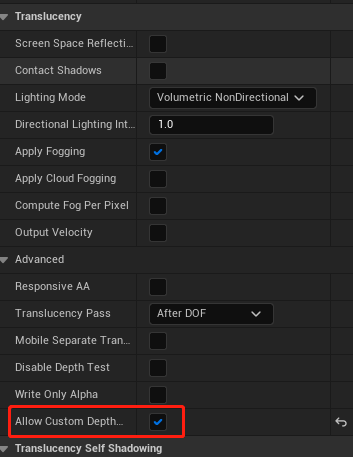 Translucency
Screen Space Reflecti...
Contact Shadows
Lighting Mode Volumetric NonDirectional
Directional Lighting Int... 1.0
Apply Fogging
Apply Cloud Fogging
Compute Fog Per Pixel
Output Velocity
Advanced
Responsive AA
Translucency Pass After DOF
Mobile Separate Tran...
Disable Depth Test
Write Only Alpha
Allow Custom Depth...
Translucency Self Shadowing